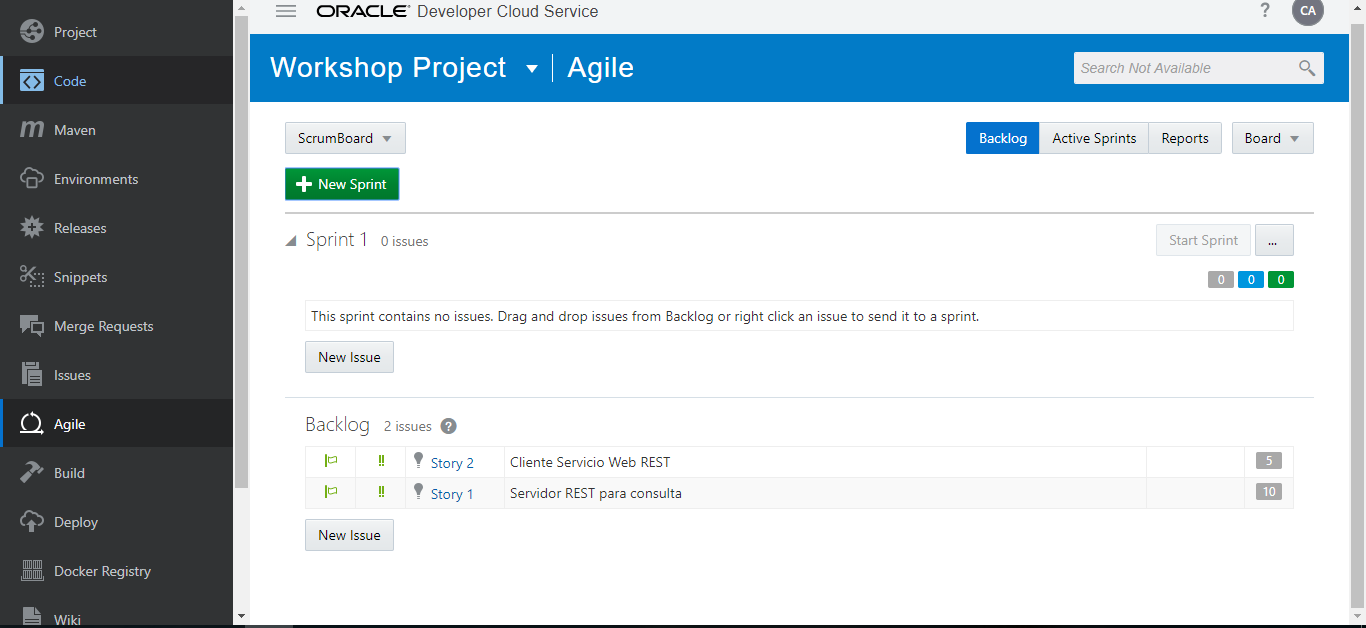 Project
Code
Maven
Environments
Releases
Snippets
Merge Requests
Issues
Agile
Build
Deploy
Docker Registry
Wiki
ORACLE Developer Cloud Service
? CA
Workshop Project Agile
Search Not Available
ScrumBoard
Backlog Active Sprints Reports Board
New Sprint
Sprint 1 0 issues
Start Sprint ...
0 0 0
This sprint contains no issues. Drag and drop issues from Backlog or right click an issue to send it to a sprint.
New Issue
Backlog 2 issues ?
!! Story 2 Cliente Servicio Web REST 5
!! Story 1 Servidor REST para consulta 10
New Issue